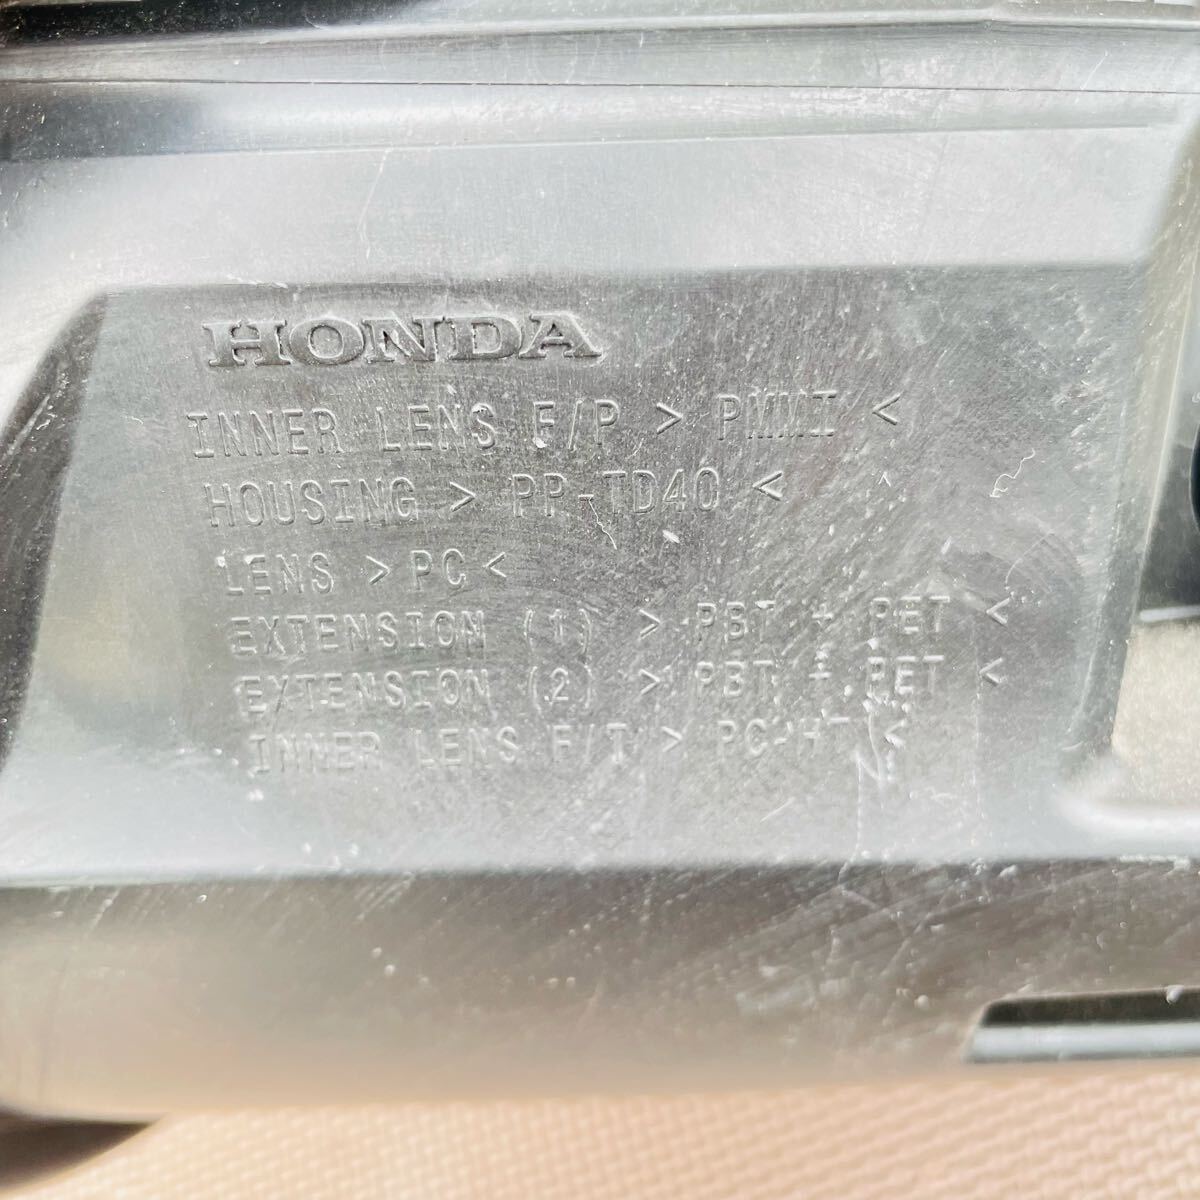 HONDA
INNER LENS F/P > PMMI <
HOUSING > PP-TD40 <
LENS > PC <
EXTENSION (1) > PBT + PET <
EXTENSION (2) > PBT + PET <
INNER LENS F/T > PC-HT <